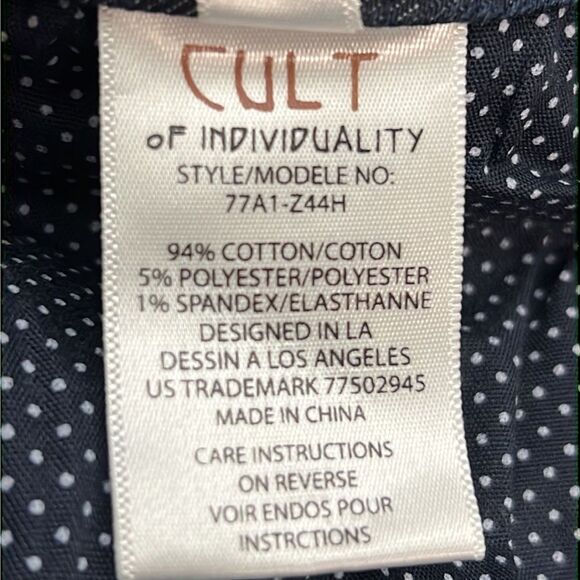 CULT
OF INDIVIDUALITY
STYLE/MODELE NO:
77A1-Z44H
94% COTTON/COTON
5% POLYESTER/POLYESTER
1% SPANDEX/ELASTHANNE
DESIGNED IN LA
DESSIN A LOS ANGELES
US TRADEMARK 77502945
MADE IN CHINA
CARE INSTRUCTIONS
ON REVERSE
VOIR ENDOS POUR
INSTRCTIONS